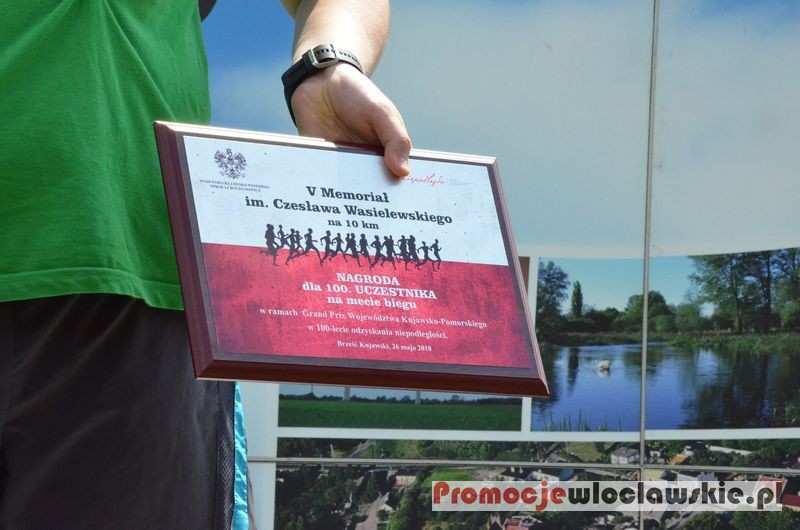 V Memoriał
im. Czesława Wasielewskiego
na 10 km
NAGRODA
dla 100. UCZESTNIKA
na mecie biegu
w ramach Grand Prix Województwa Kujawsko-Pomorskiego
w 100-lecie odzyskania niepodległości.
Brześć Kujawski, 26 maja 2018
Promocjewloclawskie.pl